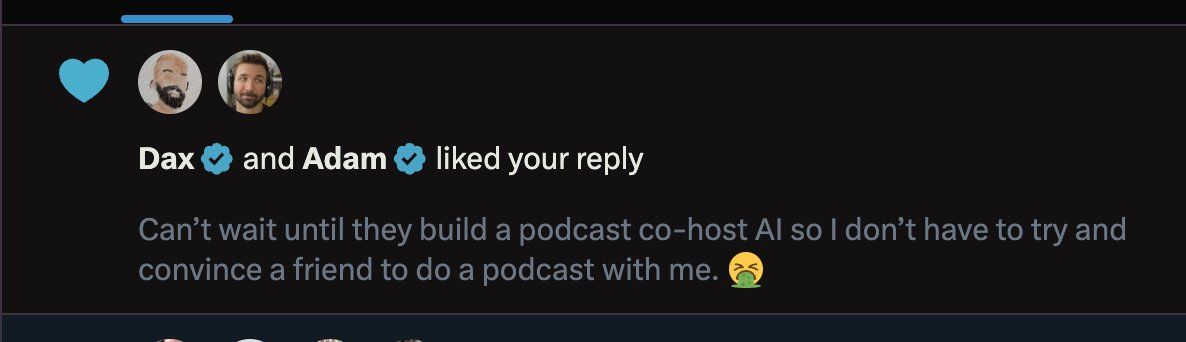 Dax and Adam liked your reply
Can’t wait until they build a podcast co-host AI so I don’t have to try and
convince a friend to do a podcast with me. 🤮